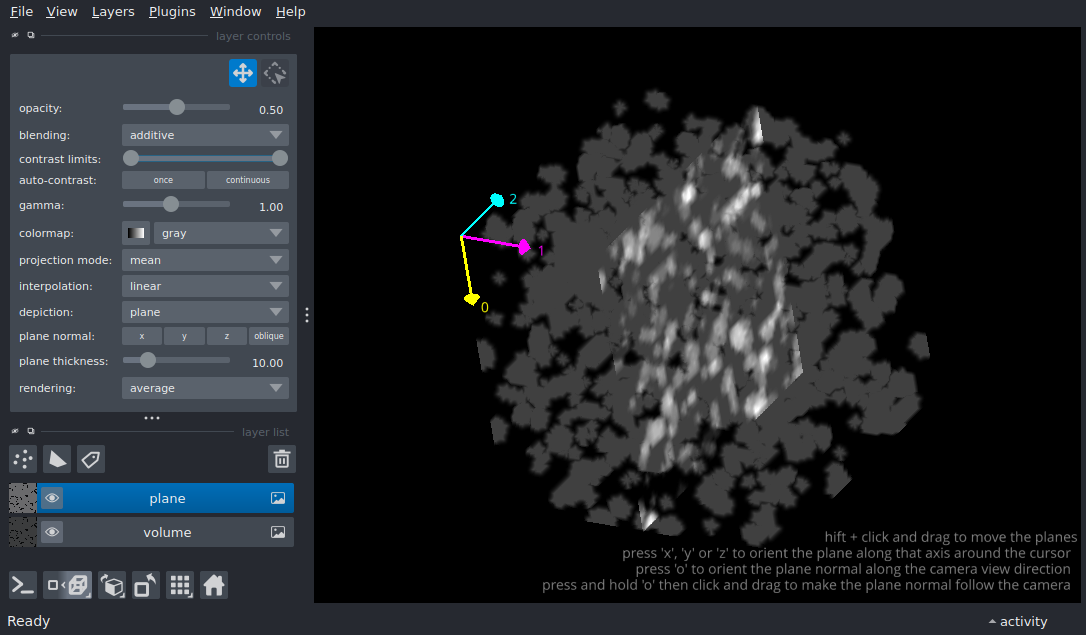 File View Layers Plugins Window Help
layer controls
opacity: 0.50
blending: additive
contrast limits:
auto-contrast: once continuous
gamma: 1.00
colormap: gray
projection mode: mean
interpolation: linear
depiction: plane
plane normal: x y z oblique
plane thickness: 10.00
rendering: average
layer list
plane
volume
2
1
0
hift + click and drag to move the planes
press 'x', 'y' or 'z' to orient the plane along that axis around the cursor
press 'o' to orient the plane normal along the camera view direction
press and hold 'o' then click and drag to make the plane normal follow the camera
Ready
activity